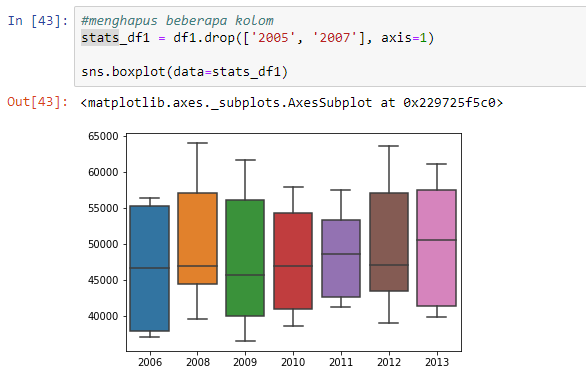 In [43]: #menghapus beberapa kolom
stats_df1 = df1.drop(['2005', '2007'], axis=1)
sns.boxplot(data=stats_df1)
Out[43]: <matplotlib.axes._subplots.AxesSubplot at 0x229725f5c0>
65000
60000
55000
50000
45000
40000
2006 2008 2009 2010 2011 2012 2013